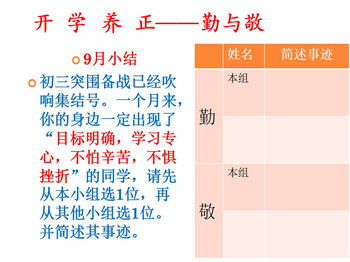 开 学 养 正——勤与敬
9月小结
初三突围备战已经吹
响集结号。一个月来，
你的身边一定出现了
“目标明确，学习专
心，不怕辛苦，不惧
挫折”的同学，请先
从本小组选1位，再
从其他小组选1位。
并简述其事迹。
姓名 简述事迹
勤 本组
敬 本组